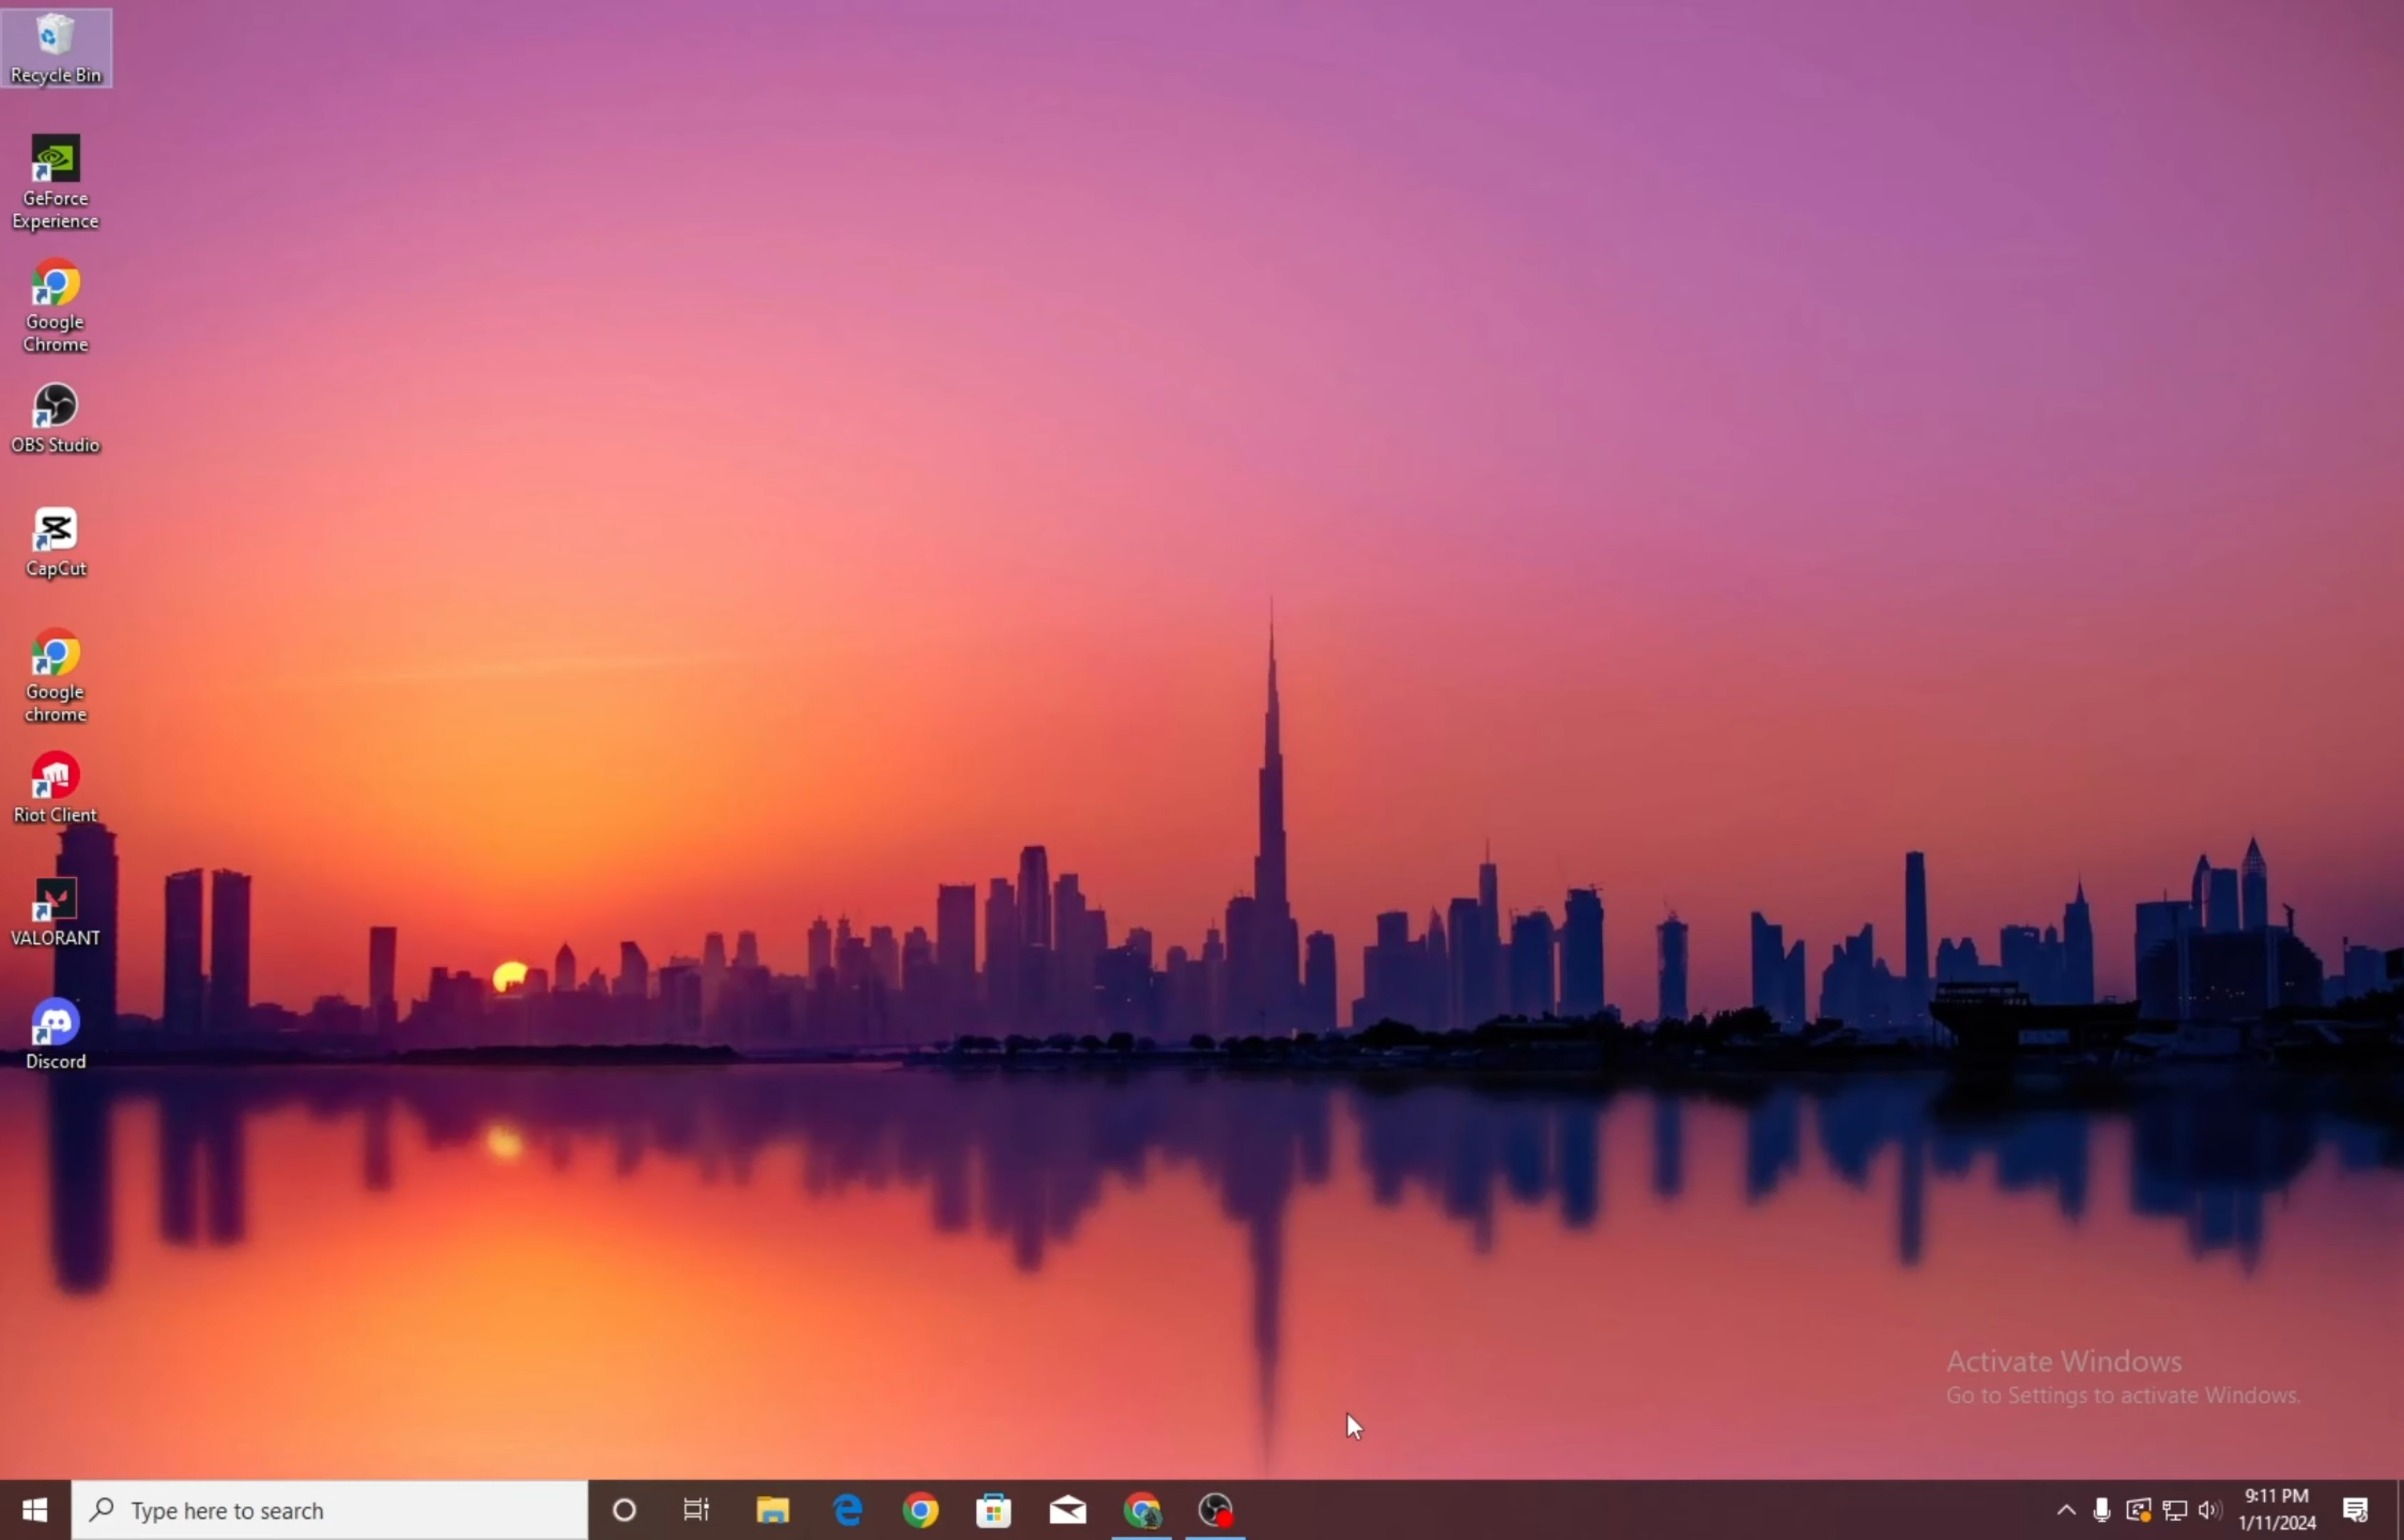 Recycle Bin
GeForce
Experience
Google
Chrome
OBS Studio
CapCut
Google
chrome
Riot Client
VALORANT
Discord
Activate Windows
Go to Settings to activate Windows.
Type here to search
9:11 PM
1/11/2024